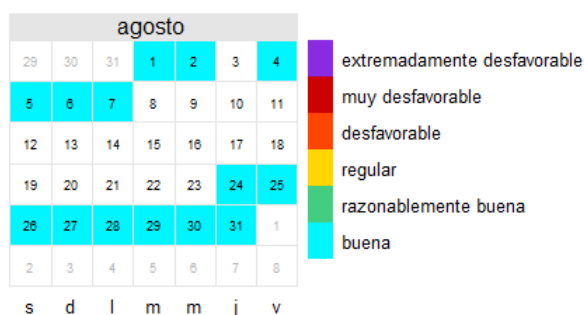 agosto
29 30 31 1 2 3 4
5 6 7 8 9 10 11
12 13 14 15 16 17 18
19 20 21 22 23 24 25
26 27 28 29 30 31 1
2 3 4 5 6 7 8
s d l m m j v
extremadamente desfavorable
muy desfavorable
desfavorable
regular
razonablemente buena
buena